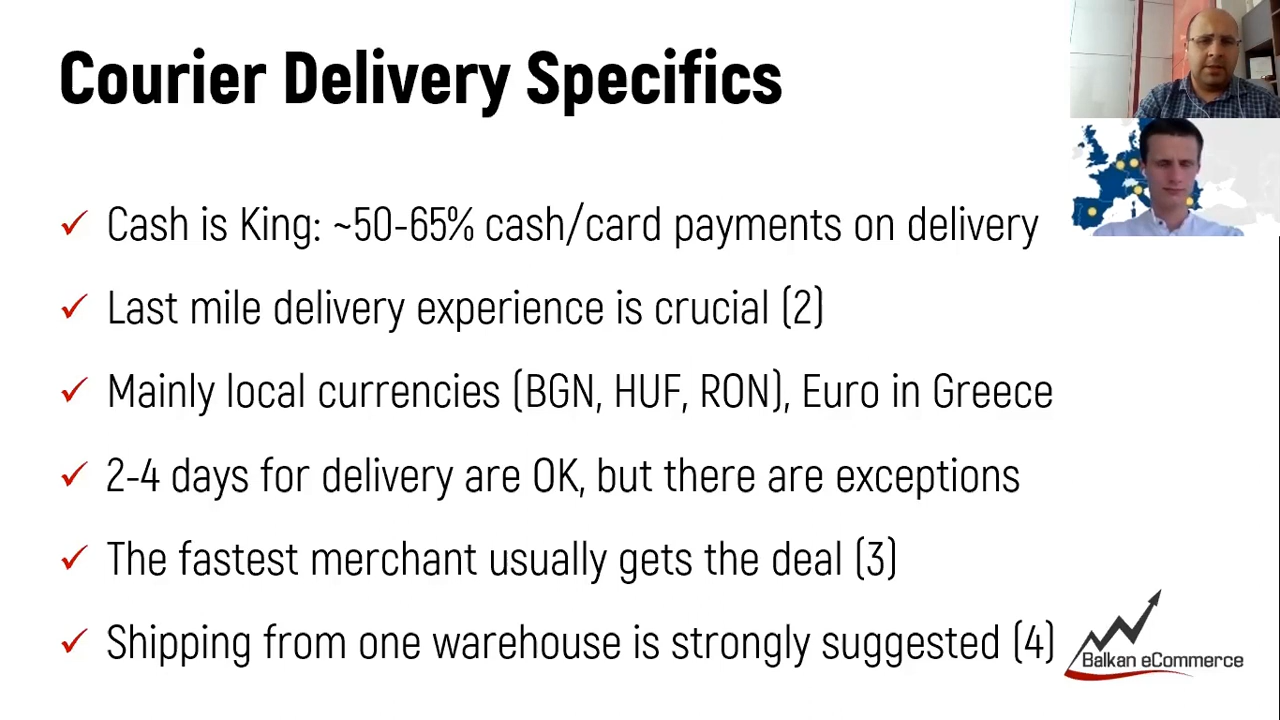 Courier Delivery Specifics
Cash is King: ~50-65% cash/card payments on delivery
Last mile delivery experience is crucial (2)
Mainly local currencies (BGN, HUF, RON), Euro in Greece
2-4 days for delivery are OK, but there are exceptions
The fastest merchant usually gets the deal (3)
Shipping from one warehouse is strongly suggested (4)
Balkan eCommerce